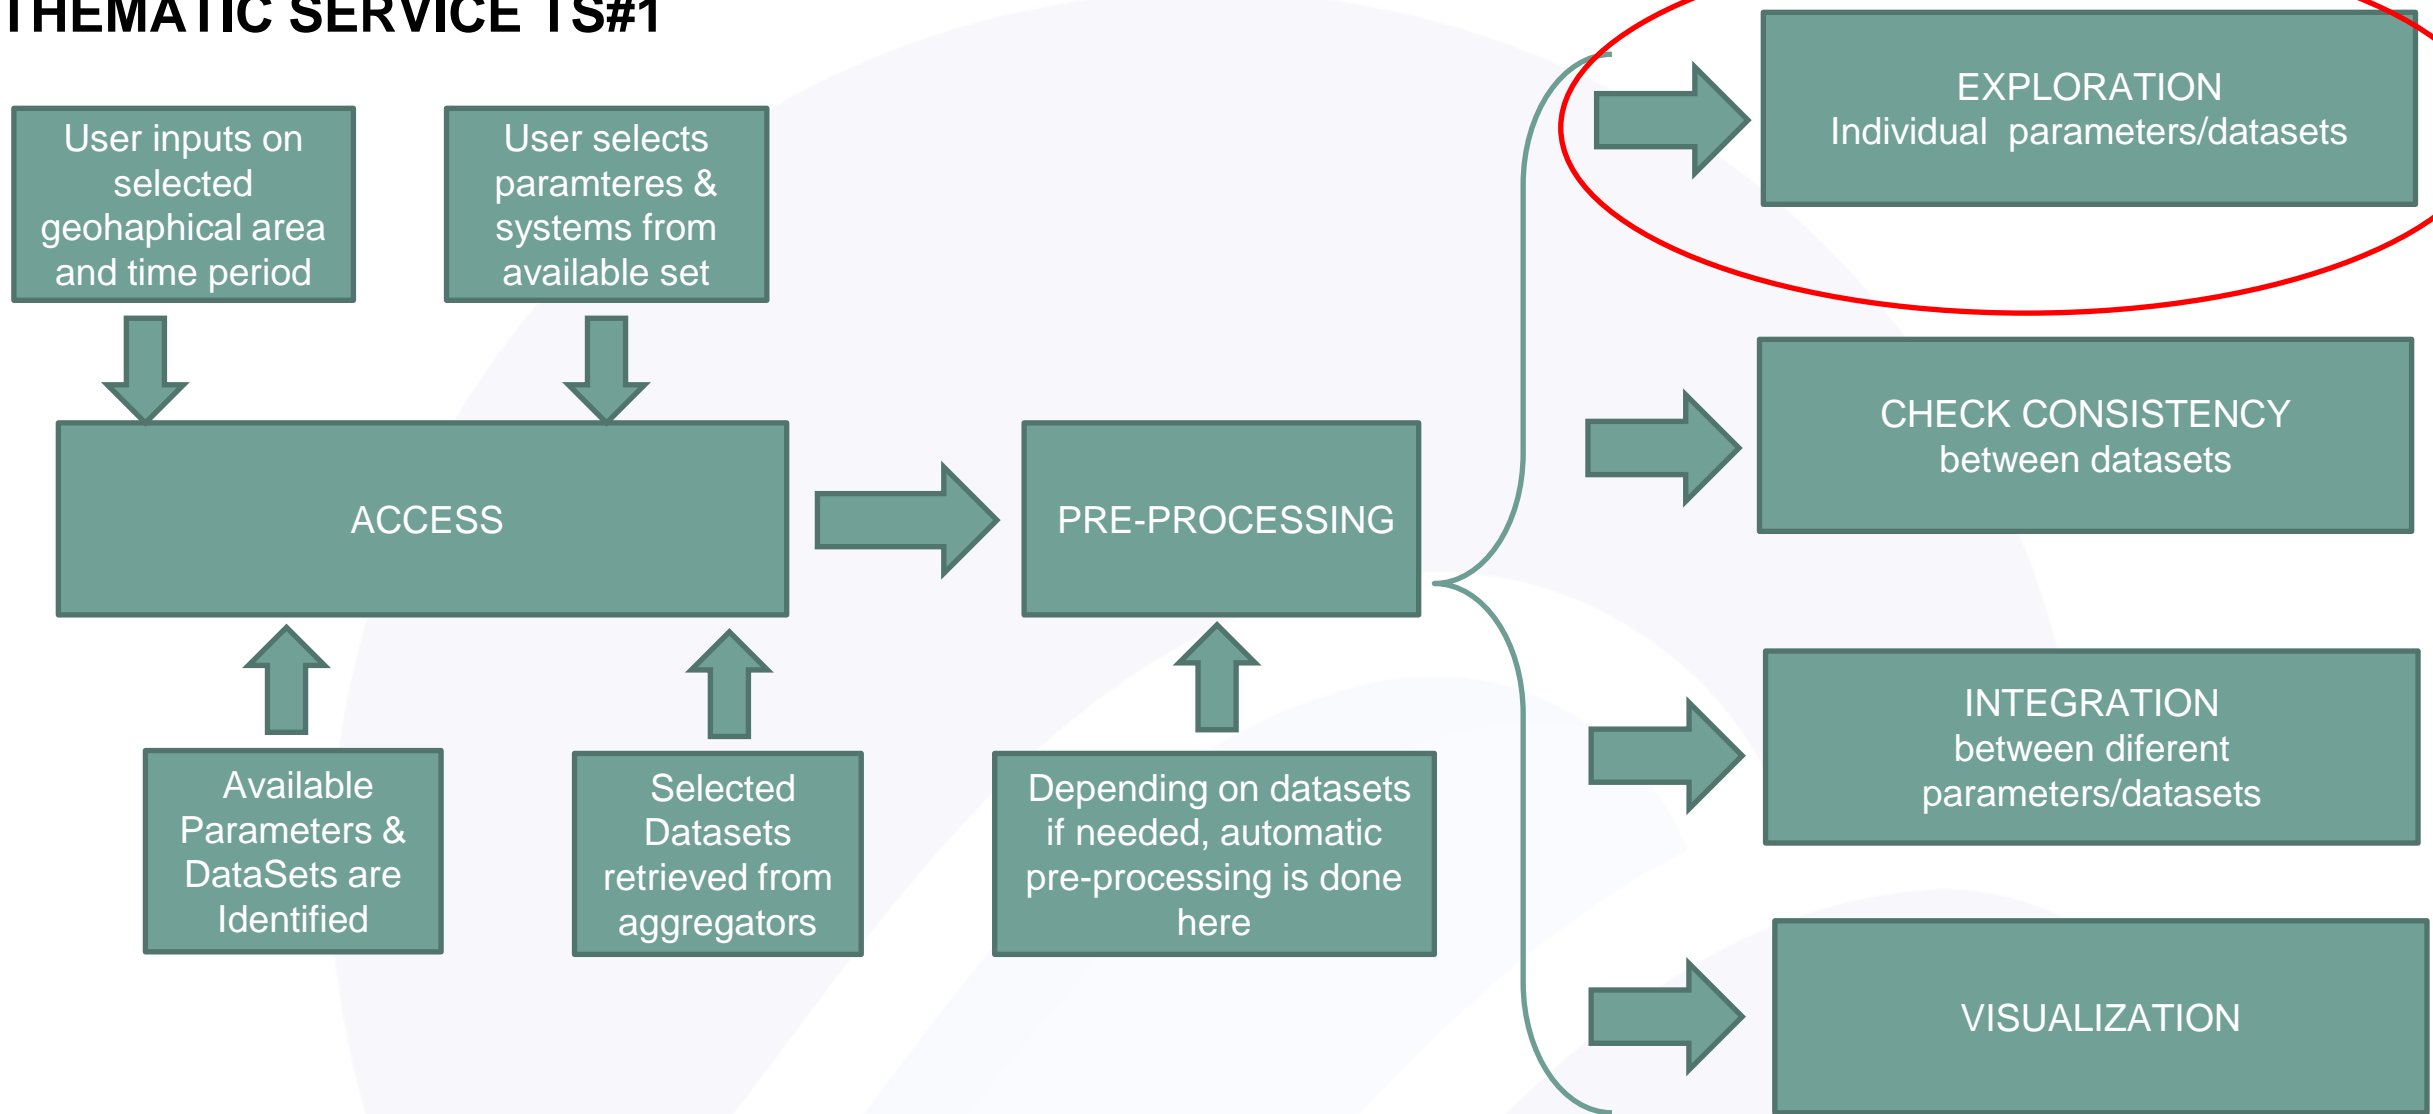 THEMATIC SERVICE TS#1
User inputs on
selected
geohaphical area
and time period
User selects
paramteres &
systems from
available set
ACCESS
Available
Parameters &
DataSets are
Identified
Selected
Datasets
retrieved from
aggregators
PRE-PROCESSING
Depending on datasets
if needed, automatic
pre-processing is done
here
EXPLORATION
Individual  parameters/datasets
CHECK CONSISTENCY
between datasets
INTEGRATION
between diferent
parameters/datasets
VISUALIZATION